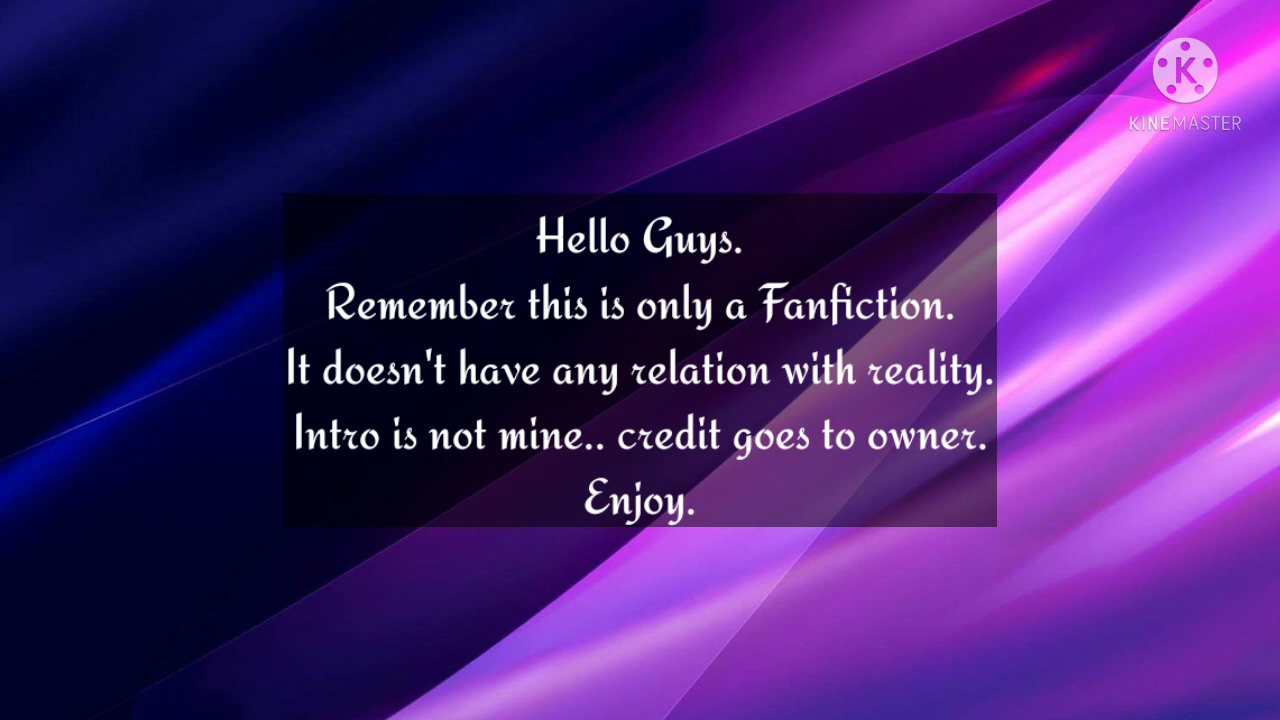 K
KINEMASTER
Hello Guys.
Remember this is only a Fanfiction.
It doesn't have any relation with reality.
Intro is not mine.. credit goes to owner.
Enjoy.